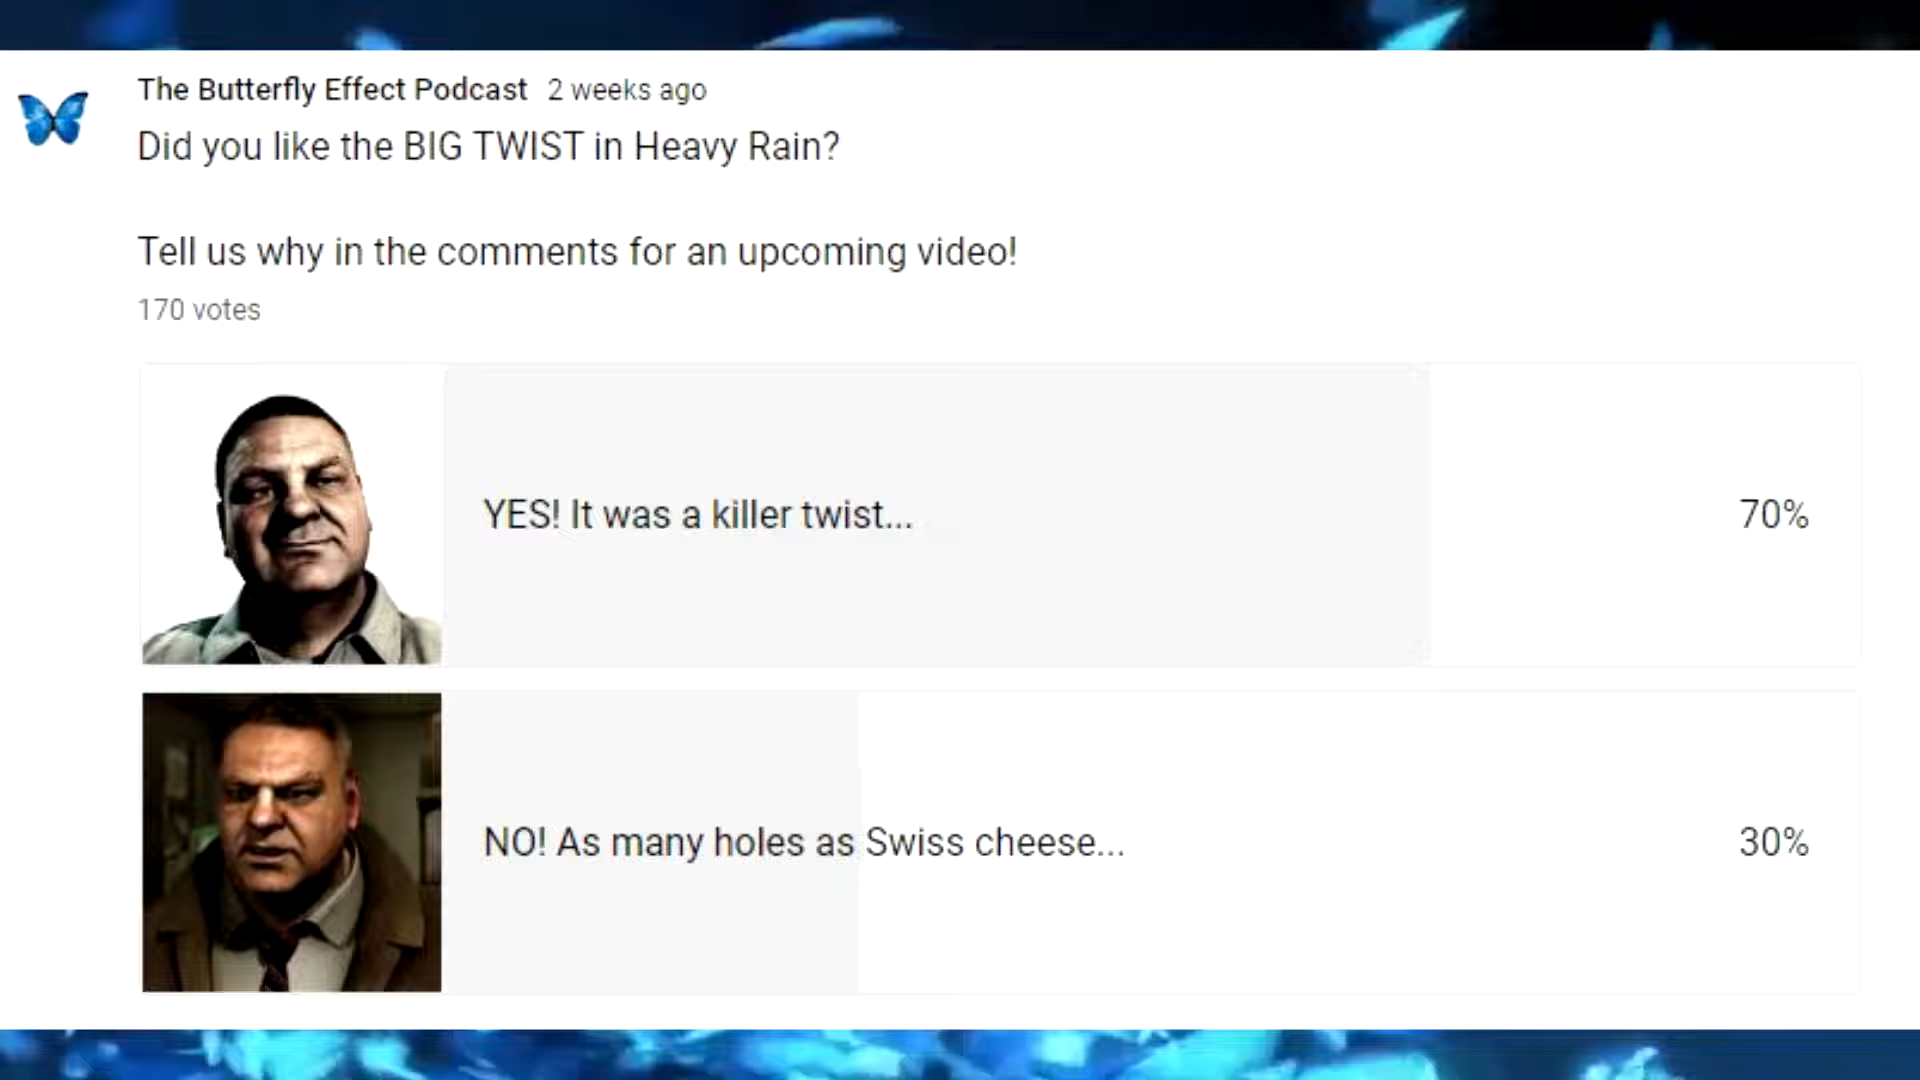 The Butterfly Effect Podcast 2 weeks ago
Did you like the BIG TWIST in Heavy Rain?
Tell us why in the comments for an upcoming video!
170 votes
YES! It was a killer twist... 70%
NO! As many holes as Swiss cheese... 30%